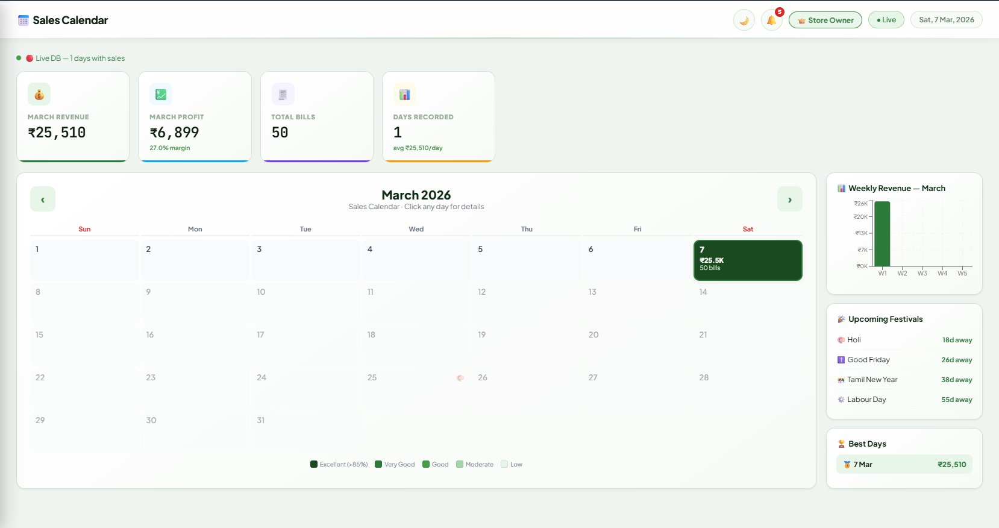 Sales Calendar
5
Store Owner
• Live
Sat, 7 Mar, 2026
Live DB — 1 days with sales
MARCH REVENUE
₹25,510
MARCH PROFIT
₹6,899
27.0% margin
TOTAL BILLS
50
DAYS RECORDED
1
avg ₹25,510/day
‹
March 2026
›
Sales Calendar · Click any day for details
Sun Mon Tue Wed Thu Fri Sat
1 2 3 4 5 6 7
₹25.5K
50 bills
8 9 10 11 12 13 14
15 16 17 18 19 20 21
22 23 24 25 26 27 28
29 30 31
Excellent (>85%) Very Good Good Moderate Low
Weekly Revenue — March
₹26K
₹20K
₹13K
₹7K
₹0K
W1 W2 W3 W4 W5
Upcoming Festivals
Holi 18d away
Good Friday 26d away
Tamil New Year 38d away
Labour Day 55d away
Best Days
7 Mar ₹25,510